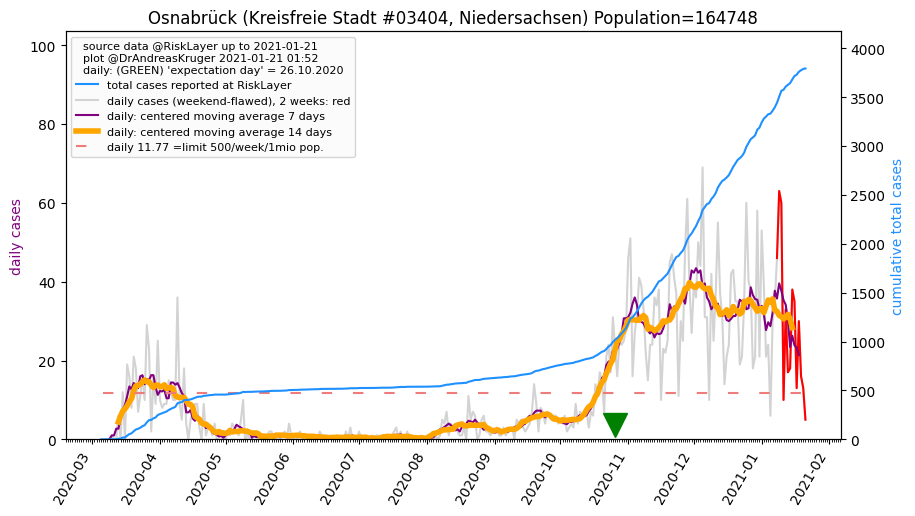 Osnabrück (Kreisfreie Stadt #03404, Niedersachsen) Population=164748
source data @RiskLayer up to 2021-01-21
plot @DrAndreasKruger 2021-01-21 01:52
daily: (GREEN) 'expectation day' = 26.10.2020
total cases reported at RiskLayer
daily cases (weekend-flawed), 2 weeks: red
daily: centered moving average 7 days
daily: centered moving average 14 days
daily 11.77 =limit 500/week/1mio pop.
daily cases
100
80
60
40
20
0
cumulative total cases
4000
3500
3000
2500
2000
1500
1000
500
0
2020-03
2020-04
2020-05
2020-06
2020-07
2020-08
2020-09
2020-10
2020-11
2020-12
2021-01
2021-02